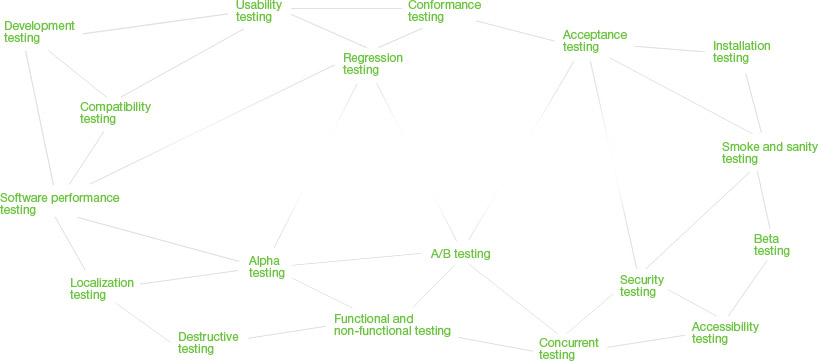 Usability
testing
Conformance
testing
Development
testing
Acceptance
testing
Installation
testing
Regression
testing
Compatibility
testing
Smoke and sanity
testing
Software performance
testing
Beta
testing
A/B testing
Alpha
testing
Security
testing
Localization
testing
Functional and
non-functional testing
Accessibility
testing
Destructive
testing
Concurrent
testing